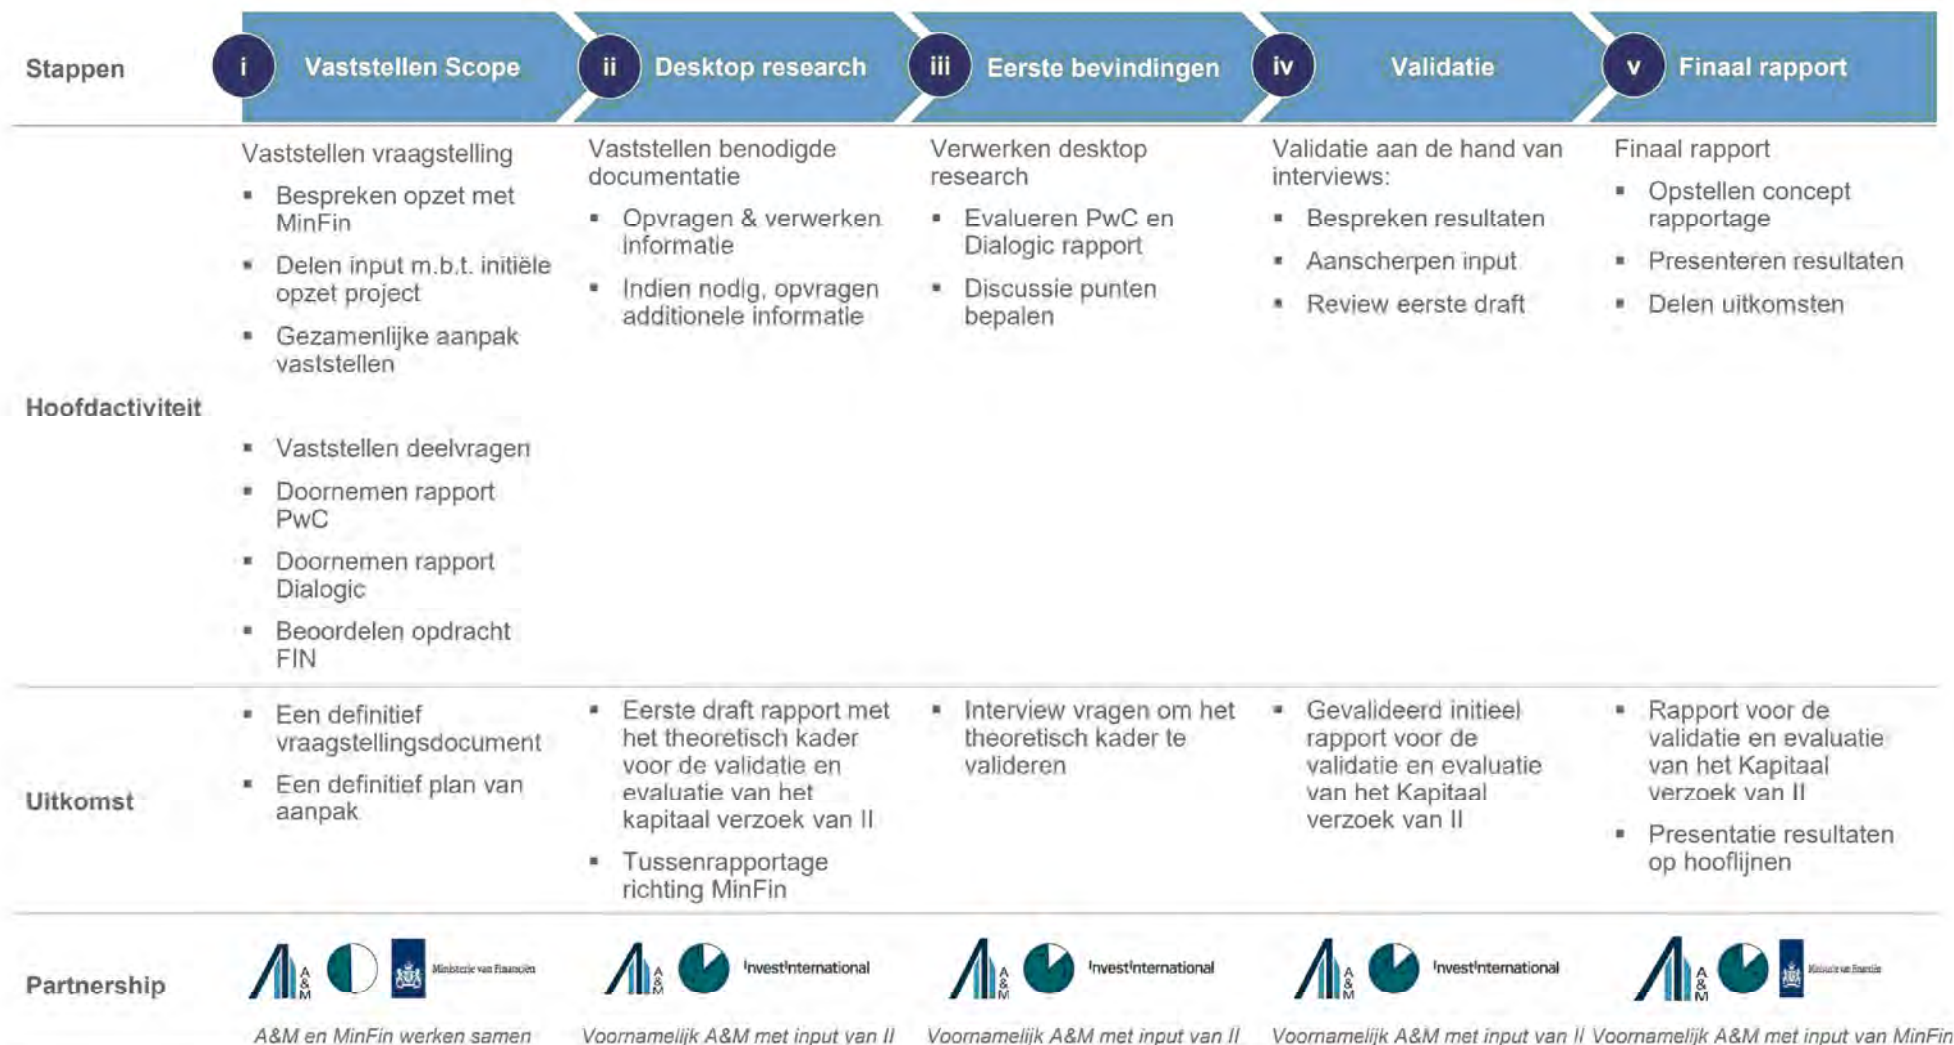 Stappen
i Vaststellen Scope
ii Desktop research
iii Eerste bevindingen
iv Validatie
v Finaal rapport
Hoofdactiviteit
Vaststellen vraagstelling
▪ Bespreken opzet met
MinFin
▪ Delen input m.b.t. initiële
opzet project
▪ Gezamenlijke aanpak
vaststellen
▪ Vaststellen deelvragen
▪ Doornemen rapport
PwC
▪ Doornemen rapport
Dialogic
▪ Beoordelen opdracht
FIN
Vaststellen benodigde
documentatie
▪ Opvragen & verwerken
informatie
▪ Indien nodig, opvragen
additionele informatie
Verwerken desktop
research
▪ Evalueren PwC en
Dialogic rapport
▪ Discussie punten
bepalen
Validatie aan de hand van
interviews:
▪ Bespreken resultaten
▪ Aanscherpen input
▪ Review eerste draft
Finaal rapport
▪ Opstellen concept
rapportage
▪ Presenteren resultaten
▪ Delen uitkomsten
Uitkomst
▪ Een definitief
vraagstellingsdocument
▪ Een definitief plan van
aanpak
▪ Eerste draft rapport met
het theoretisch kader
voor de validatie en
evaluatie van het
kapitaal verzoek van II
▪ Tussenrapportage
richting MinFin
▪ Interview vragen om het
theoretisch kader te
valideren
▪ Gevalideerd initieel
rapport voor de
validatie en evaluatie
van het Kapitaal
verzoek van II
▪ Rapport voor de
validatie en evaluatie
van het Kapitaal
verzoek van II
▪ Presentatie resultaten
op hooflijnen
Partnership
A&M
Ministerie van Financiën
A&M en MinFin werken samen
A&M
InvestInternational
Voornamelijk A&M met input van II
A&M
InvestInternational
Voornamelijk A&M met input van II
A&M
InvestInternational
Voornamelijk A&M met input van II
A&M
Ministerie van Financiën
Voornamelijk A&M met input van MinFin